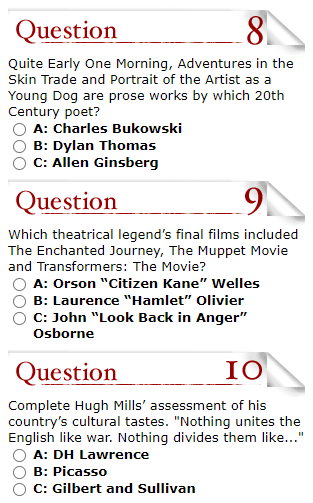 Question 8
Quite Early One Morning, Adventures in the
Skin Trade and Portrait of the Artist as a
Young Dog are prose works by which 20th
Century poet?
A: Charles Bukowski
B: Dylan Thomas
C: Allen Ginsberg
Question 9
Which theatrical legend’s final films included
The Enchanted Journey, The Muppet Movie
and Transformers: The Movie?
A: Orson “Citizen Kane” Welles
B: Laurence “Hamlet” Olivier
C: John “Look Back in Anger”
Osborne
Question 10
Complete Hugh Mills’ assessment of his
country’s cultural tastes. "Nothing unites the
English like war. Nothing divides them like..."
A: DH Lawrence
B: Picasso
C: Gilbert and Sullivan